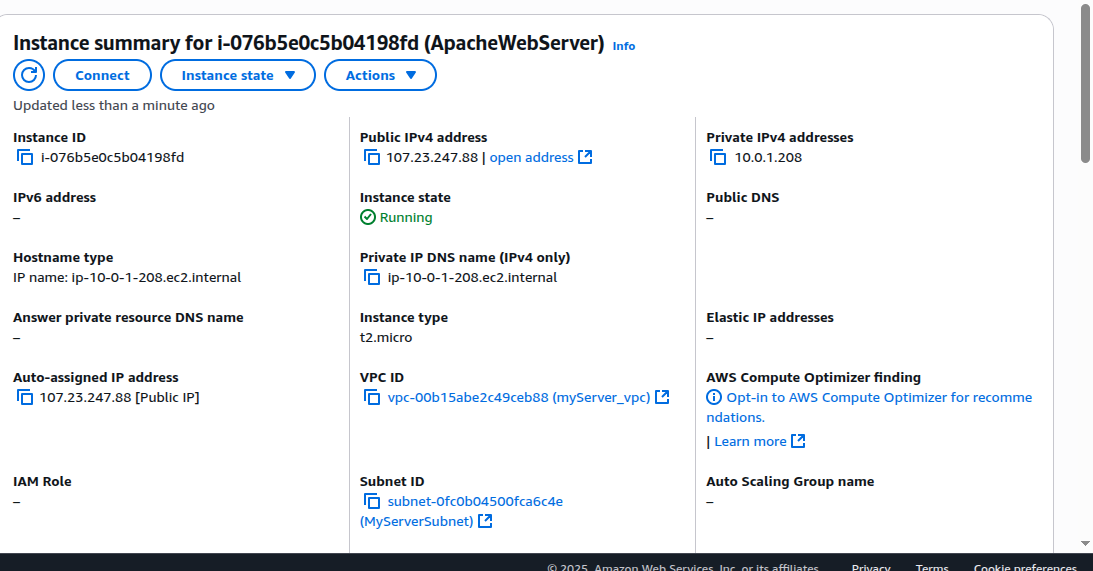 Instance summary for i-076b5e0c5b04198fd (ApacheWebServer) Info
Connect Instance state Actions
Updated less than a minute ago
Instance ID
i-076b5e0c5b04198fd
Public IPv4 address
107.23.247.88 | open address
Private IPv4 addresses
10.0.1.208
IPv6 address
–
Instance state
Running
Public DNS
–
Hostname type
IP name: ip-10-0-1-208.ec2.internal
Private IP DNS name (IPv4 only)
ip-10-0-1-208.ec2.internal
Answer private resource DNS name
–
Instance type
t2.micro
Elastic IP addresses
–
Auto-assigned IP address
107.23.247.88 [Public IP]
VPC ID
vpc-00b15abe2c49ceb88 (myServer_vpc)
AWS Compute Optimizer finding
Opt-in to AWS Compute Optimizer for recomme
ndations.
| Learn more
IAM Role
–
Subnet ID
subnet-0fc0b04500fca6c4e
(MyServerSubnet)
Auto Scaling Group name
–
© 2025, Amazon Web Services, Inc. or its affiliates. Privacy Terms Cookie preferences